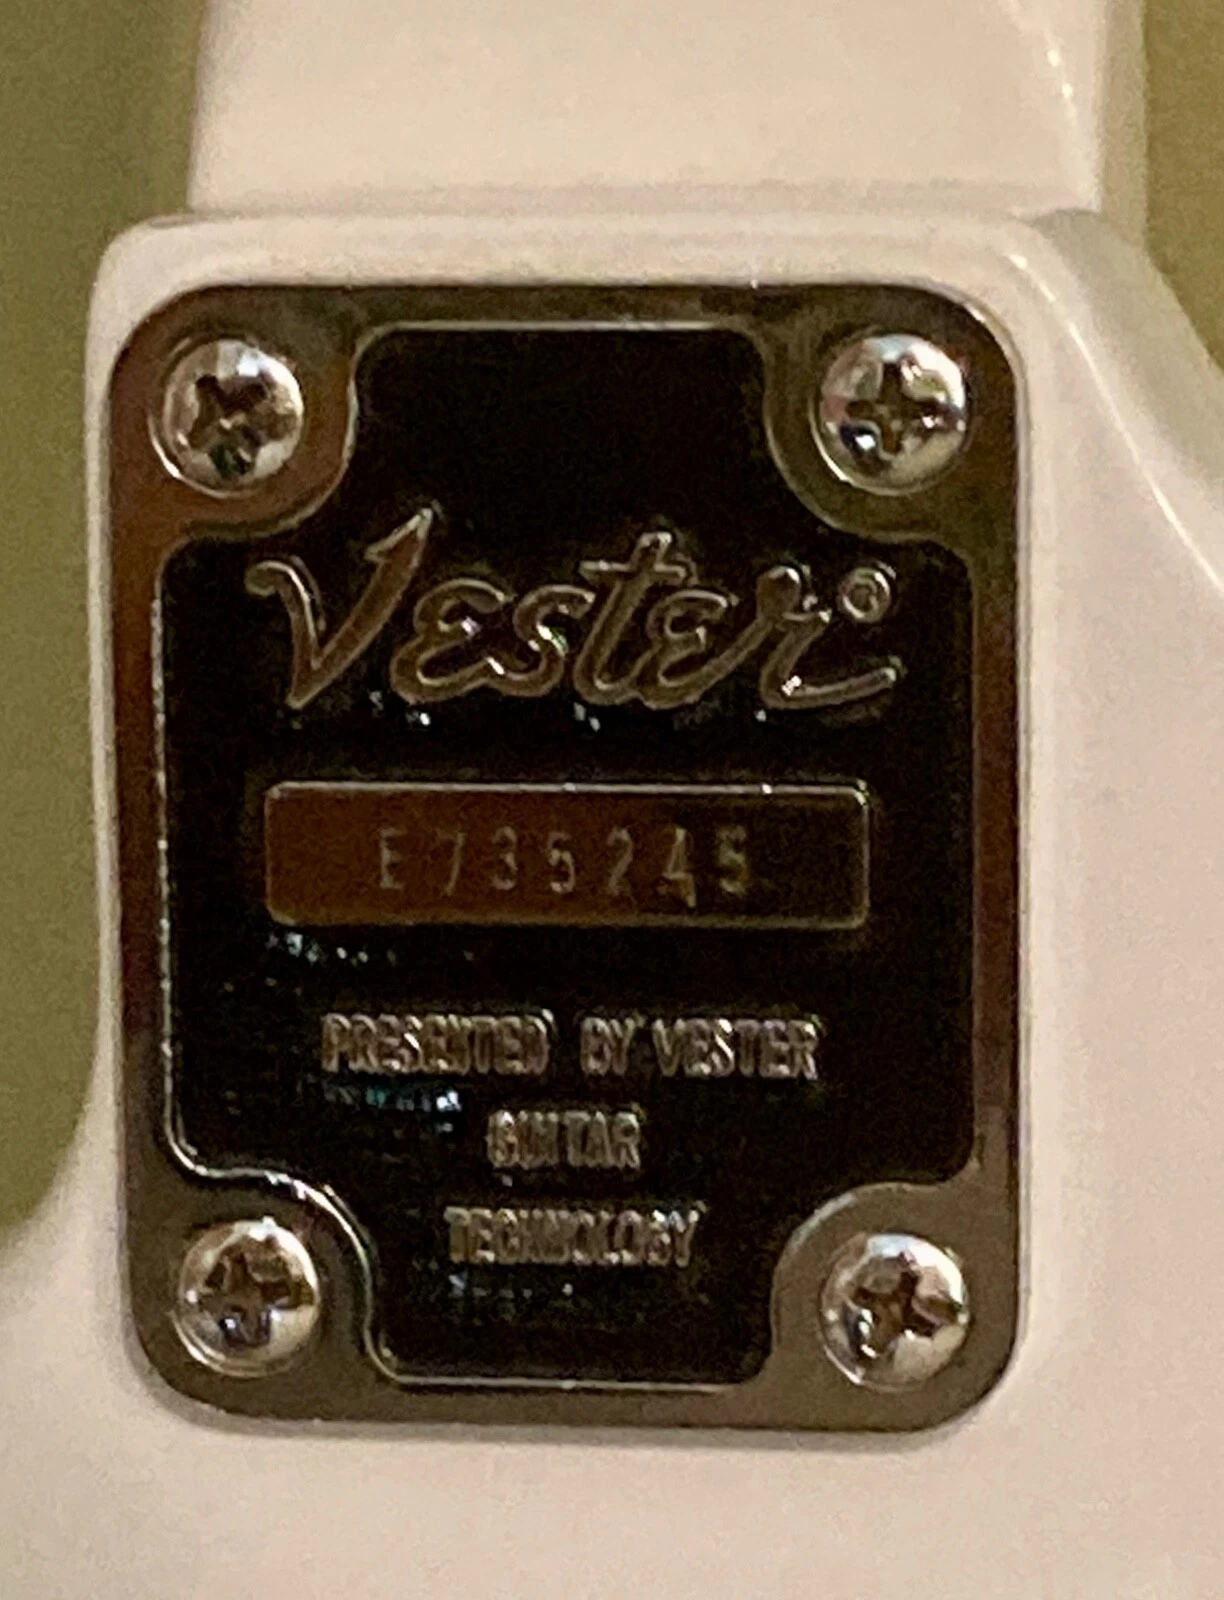 Vester
E735245
PRESENTED BY VESTER
GUITAR
TECHNOLOGY